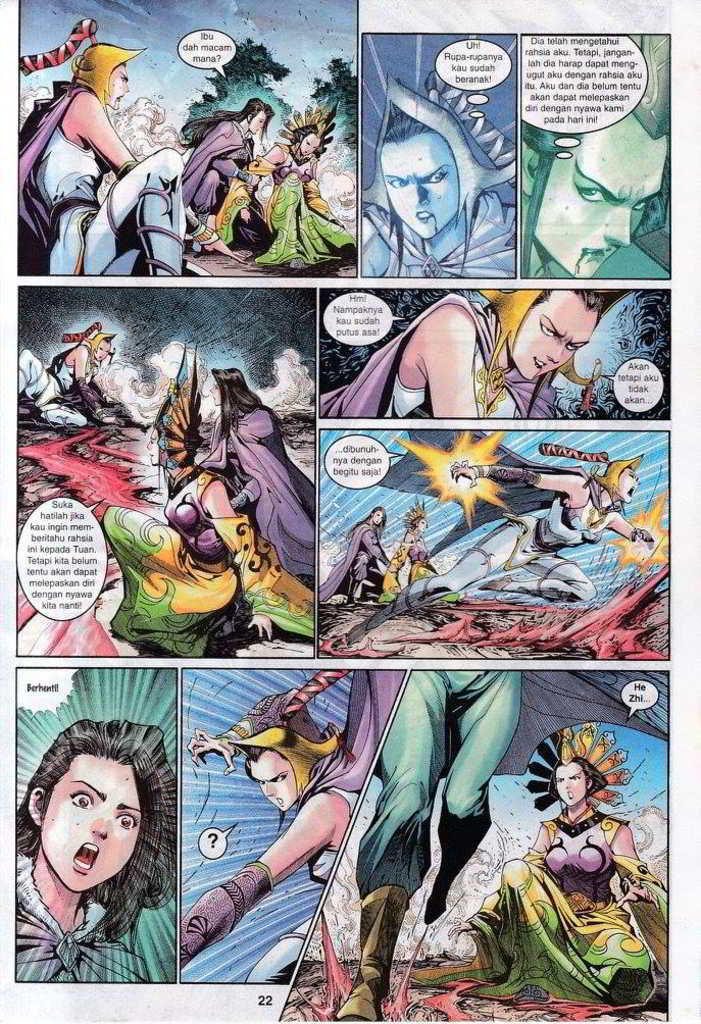 Ibu
dah macam
mana?
Uh!
Rupa-rupanya
kau sudah
beranak!
Dia telah mengetahui
rahsia aku. Tetapi, jangan-
lah dia harap dapat meng-
ugut aku dengan rahsia aku
itu. Aku dan dia belum tentu
akan dapat melepaskan
diri dengan nyawa kami
pada hari ini!
Suka
hatilah jika
kau ingin mem-
beritahu rahsia
ini kepada Tuan.
Tetapi kita belum
tentu akan dapat
melepaskan diri
dengan nyawa
kita nanti!
Hm!
Nampaknya
kau sudah
putus asa!
Akan
tetapi aku
tidak
akan...
...dibunuh-
nya dengan
begitu saja!
Berhenti!
?
He
Zhi...
22